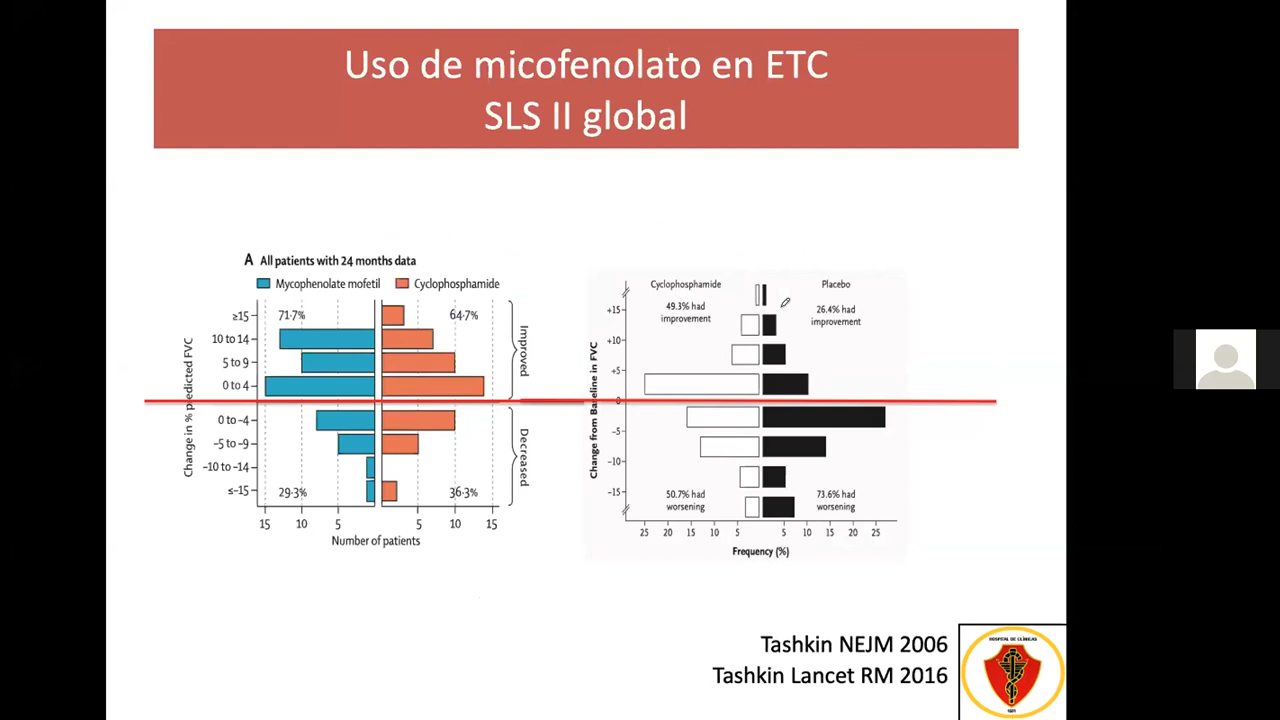 Uso de micofenolato en ETC
SLS II global
A All patients with 24 months data
Mycophenolate mofetil
Cyclophosphamide
Change in % predicted FVC
≥15
10 to 14
5 to 9
0 to 4
0 to −4
−5 to −9
−10 to −14
≤−15
71·7%
64·7%
29·3%
36·3%
Improved
Decreased
15 10 5 5 10 15
Number of patients
Cyclophosphamide
Placebo
49.3% had
improvement
26.4% had
improvement
Change from Baseline in FVC
+15
+10
+5
0
−5
−10
−15
50.7% had
worsening
73.6% had
worsening
25 20 15 10 5 5 10 15 20 25
Frequency (%)
Tashkin NEJM 2006
Tashkin Lancet RM 2016
HOSPITAL DE CLÍNICAS